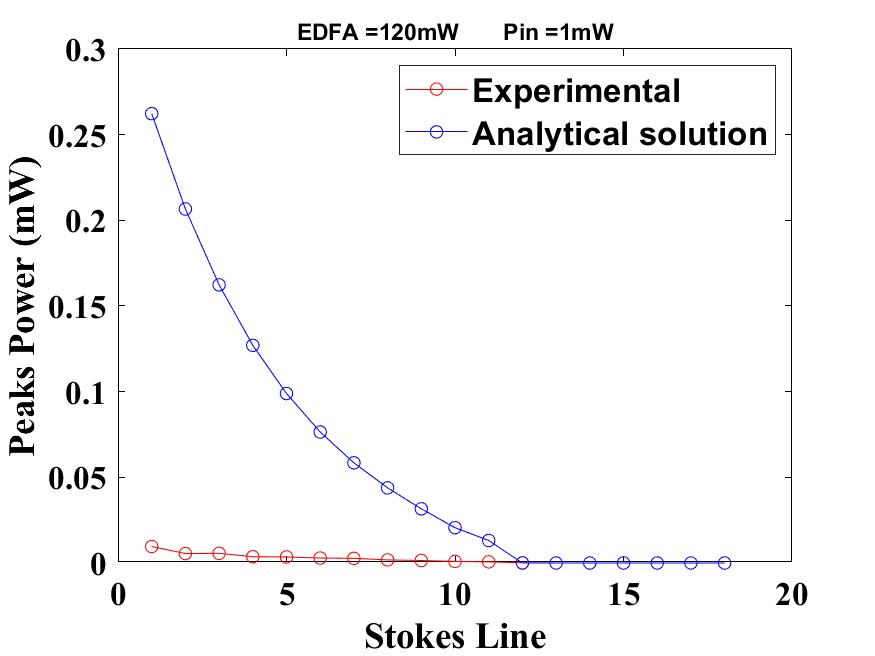 EDFA =120mW Pin =1mW
Experimental
Analytical solution
Peaks Power (mW)
0.3
0.25
0.2
0.15
0.1
0.05
0
0 5 10 15 20
Stokes Line